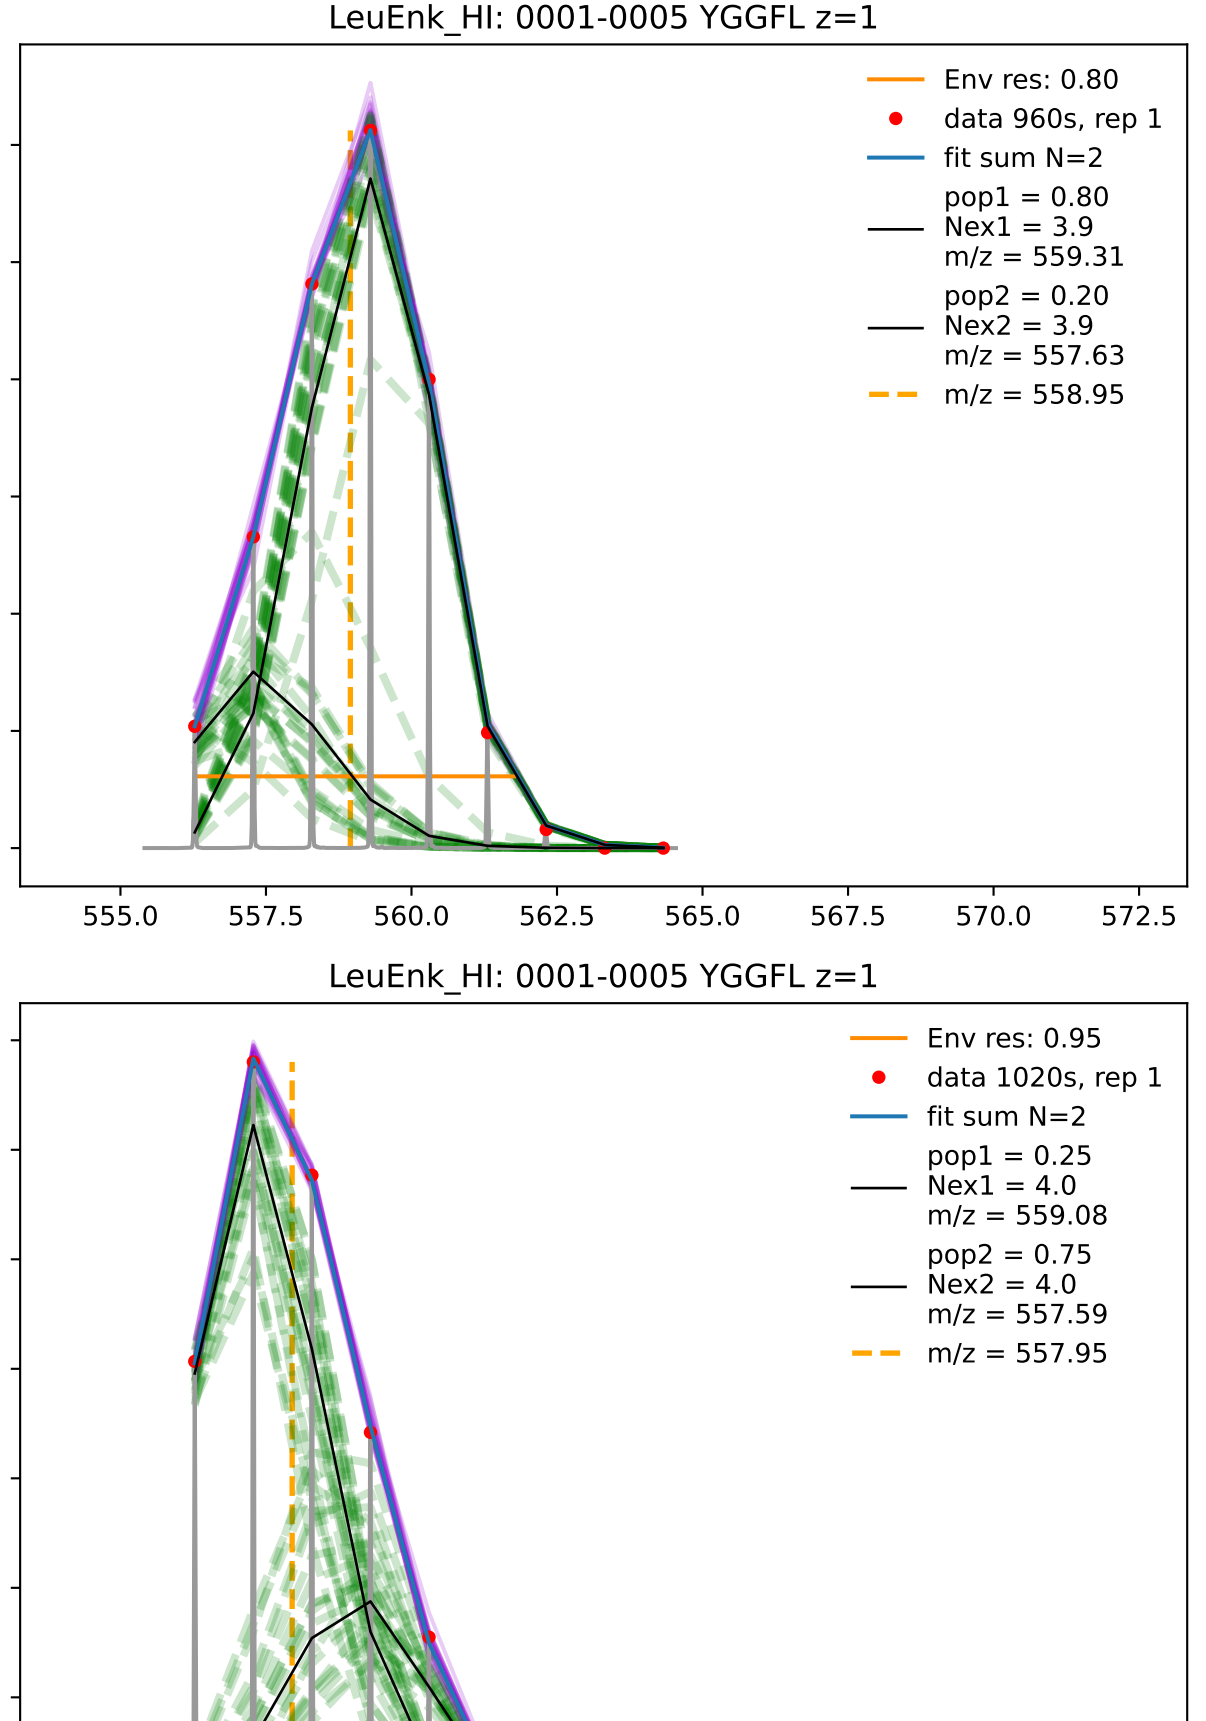 LeuEnk_HI: 0001-0005 YGGFL z=1
Env res: 0.80
data 960s, rep 1
fit sum N=2
pop1 = 0.80
Nex1 = 3.9
m/z = 559.31
pop2 = 0.20
Nex2 = 3.9
m/z = 557.63
m/z = 558.95
555.0 557.5 560.0 562.5 565.0 567.5 570.0 572.5
LeuEnk_HI: 0001-0005 YGGFL z=1
Env res: 0.95
data 1020s, rep 1
fit sum N=2
pop1 = 0.25
Nex1 = 4.0
m/z = 559.08
pop2 = 0.75
Nex2 = 4.0
m/z = 557.59
m/z = 557.95